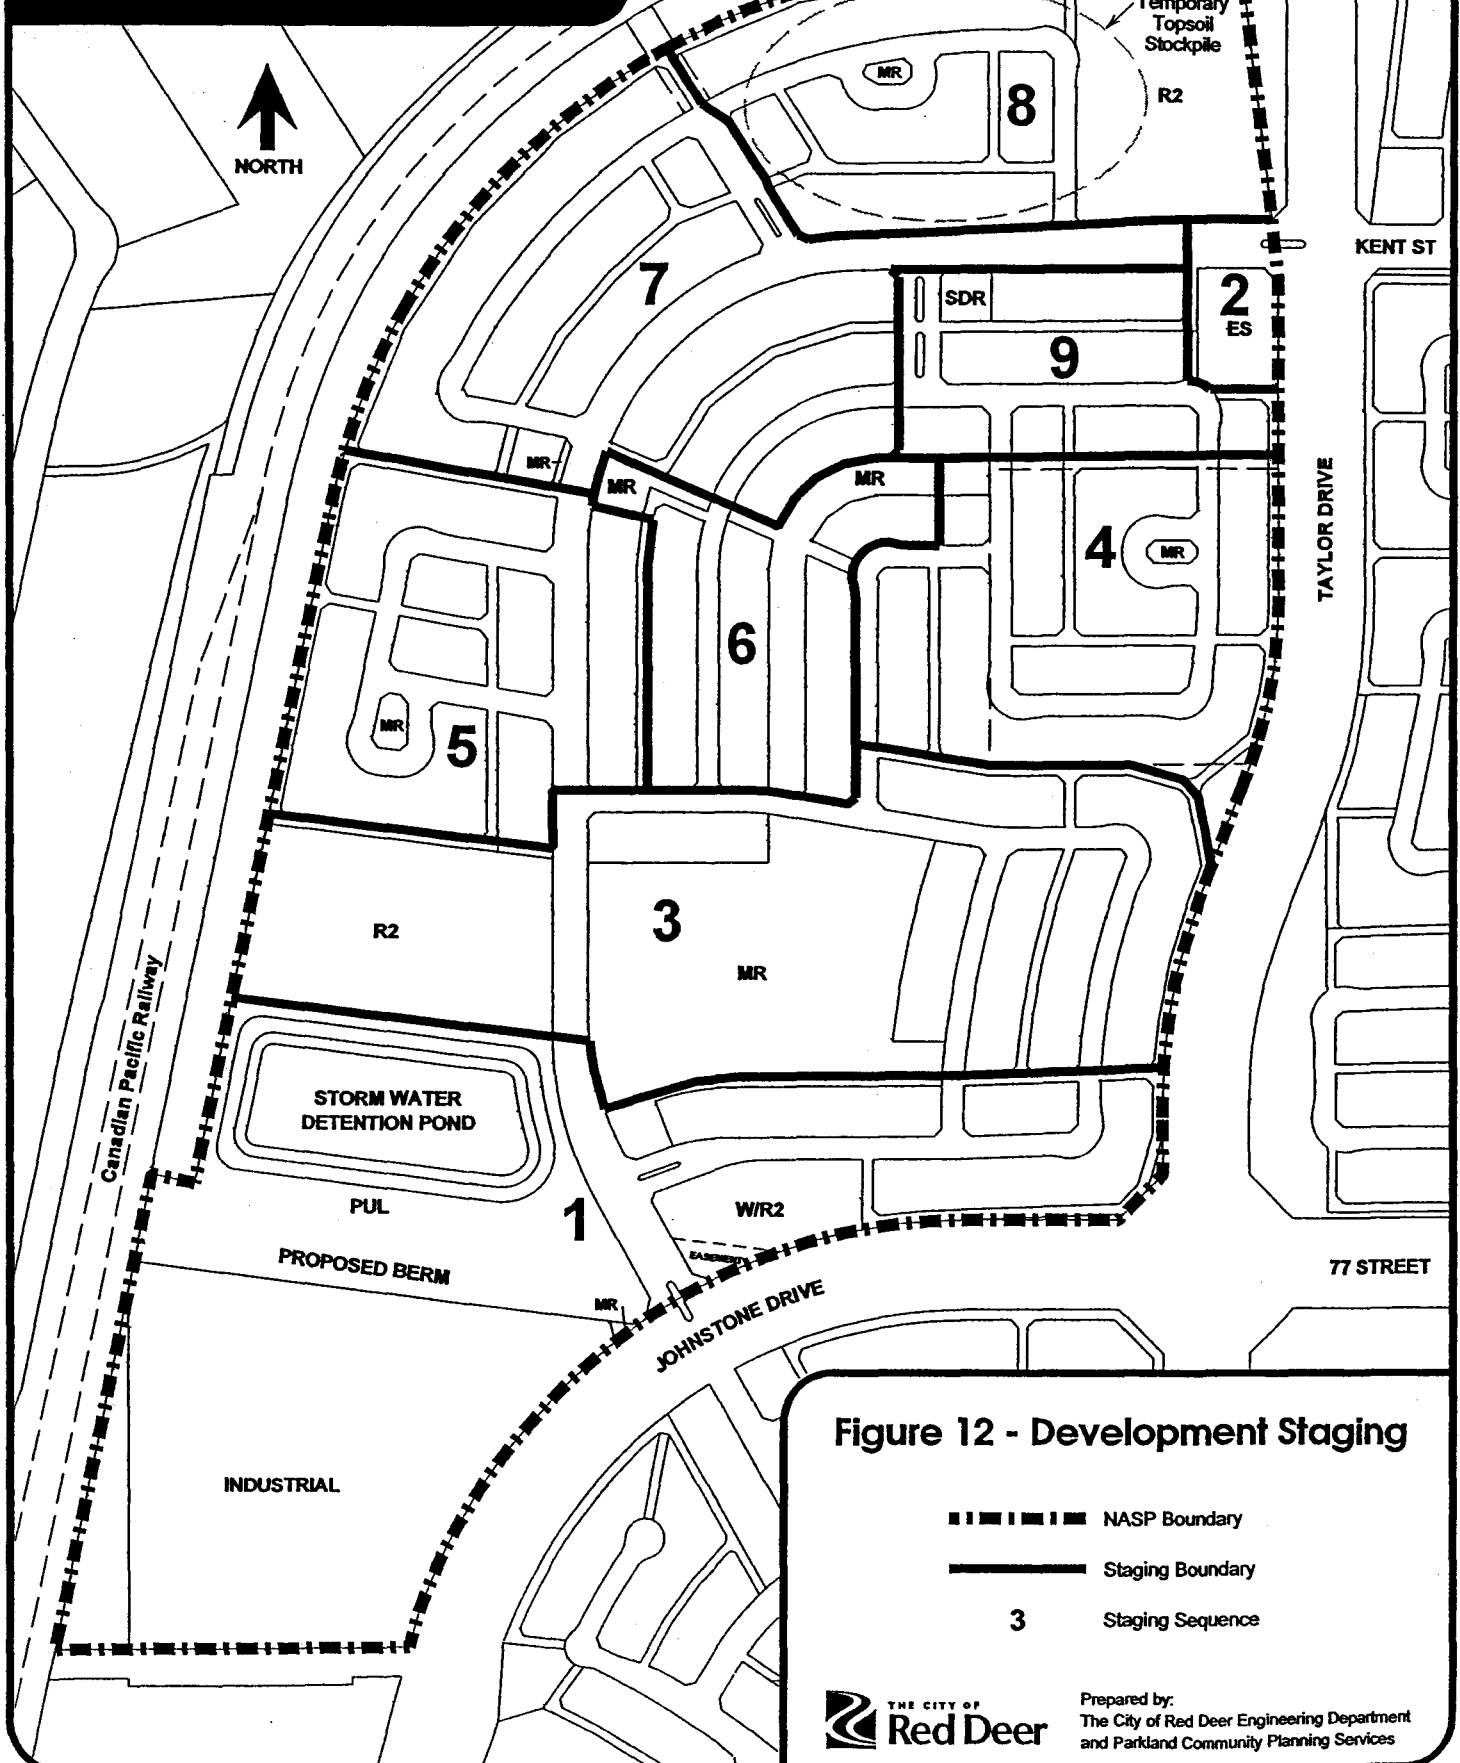 Temporary
Topsoil
Stockpile
MR
8
R2
NORTH
KENT ST
7
SDR
2
ES
9
MR
MR
MR
TAYLOR DRIVE
4
MR
6
MR
5
R2
3
MR
Canadian Pacific Railway
STORM WATER
DETENTION POND
PUL
1
W/R2
EASEMENT
PROPOSED BERM
77 STREET
MR
JOHNSTONE DRIVE
INDUSTRIAL
Figure 12 - Development Staging
NASP Boundary
Staging Boundary
3 Staging Sequence
THE CITY OF
Red Deer
Prepared by:
The City of Red Deer Engineering Department
and Parkland Community Planning Services